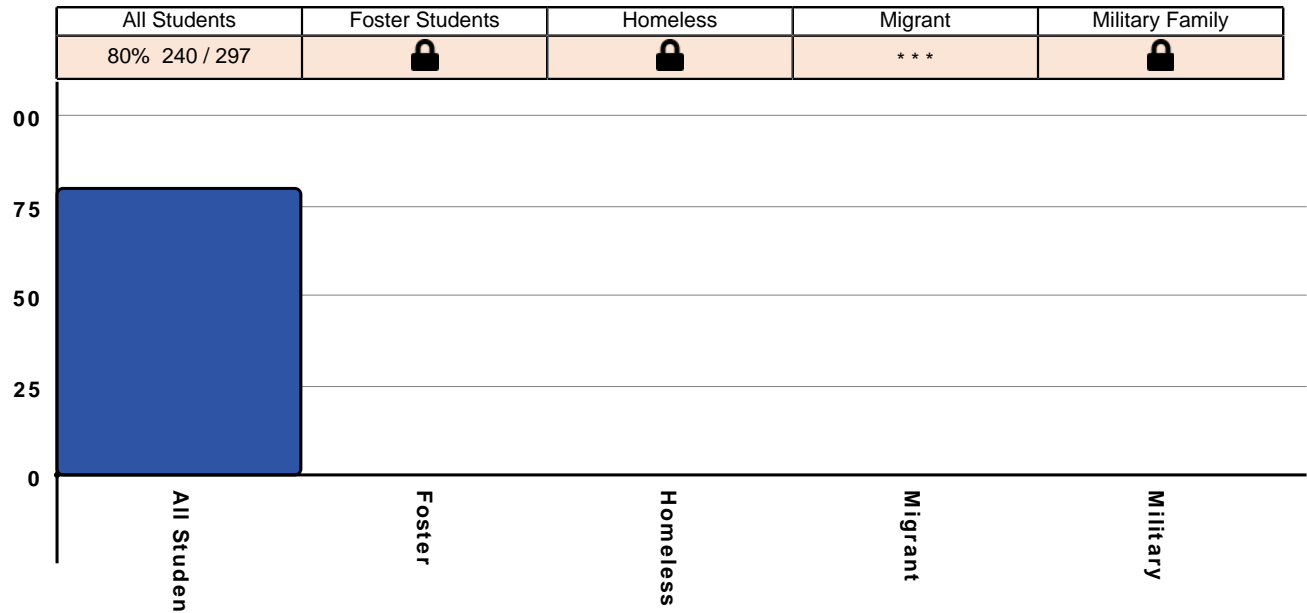 All Students Foster Students Homeless Migrant Military Family
80% 240 / 297 * * *
00
75
50
25
0
All Studen
Foster
Homeless
Migrant
Military